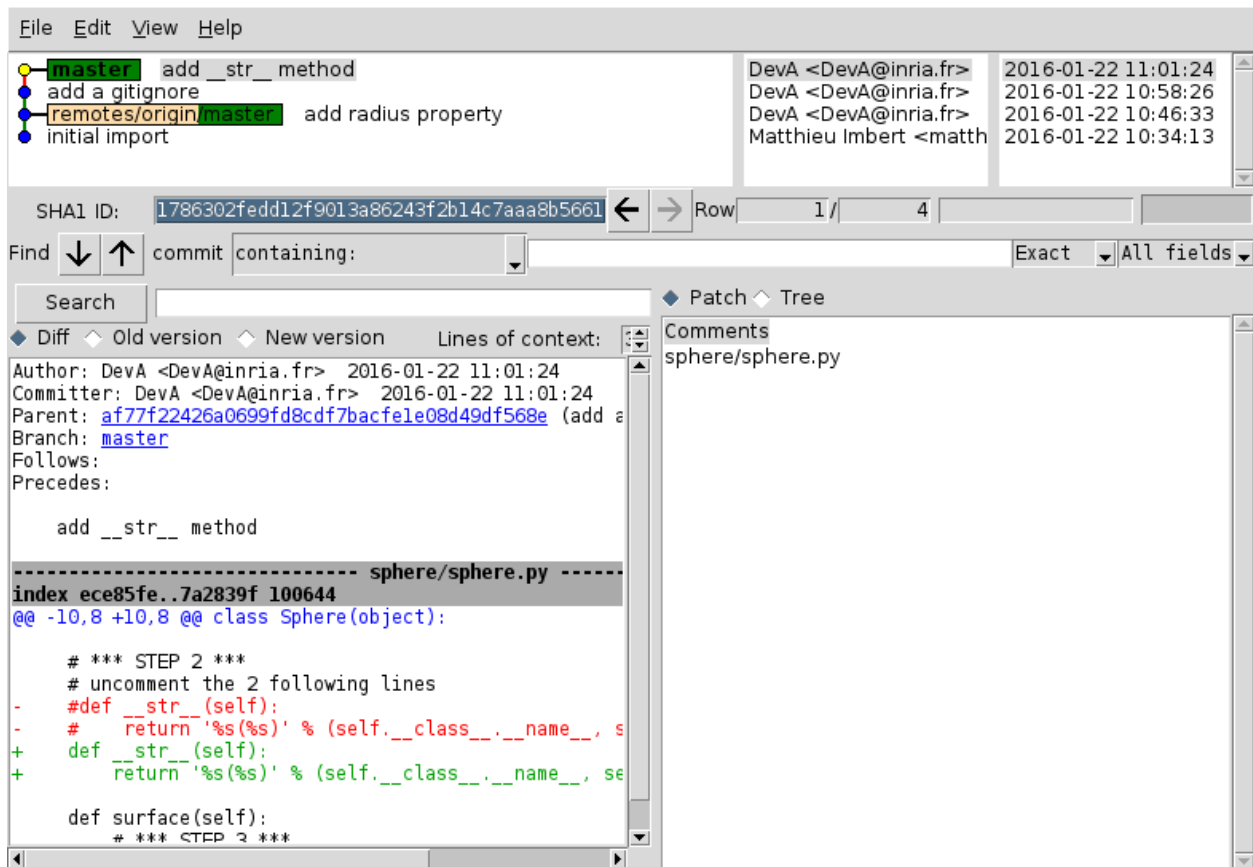 File Edit View Help
master add __str__ method DevA <DevA@inria.fr> 2016-01-22 11:01:24
add a gitignore DevA <DevA@inria.fr> 2016-01-22 10:58:26
remotes/origin/master add radius property DevA <DevA@inria.fr> 2016-01-22 10:46:33
initial import Matthieu Imbert <matth 2016-01-22 10:34:13
SHA1 ID: 1786302fedd12f9013a86243f2b14c7aaa8b5661 Row 1 / 4
Find commit containing: Exact All fields
Search
Patch Tree
Diff Old version New version Lines of context:
Comments
sphere/sphere.py
Author: DevA <DevA@inria.fr> 2016-01-22 11:01:24
Committer: DevA <DevA@inria.fr> 2016-01-22 11:01:24
Parent: af77f22426a0699fd8cdf7bacfe1e08d49df568e (add a
Branch: master
Follows:
Precedes:
add __str__ method
------------------------------- sphere/sphere.py ------
index ece85fe..7a2839f 100644
@@ -10,8 +10,8 @@ class Sphere(object):
# *** STEP 2 ***
# uncomment the 2 following lines
- #def __str__(self):
- # return '%s(%s)' % (self.__class__.__name__, s
+ def __str__(self):
+ return '%s(%s)' % (self.__class__.__name__, se
def surface(self):
# *** STEP 3 ***